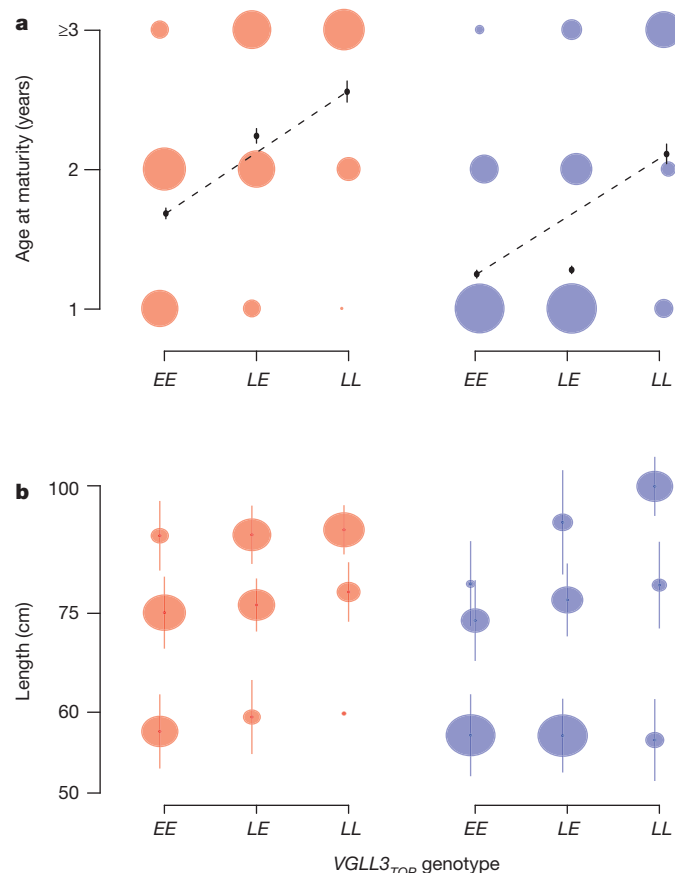 a
Age at maturity (years)
≥3
2
1
EE LE LL EE LE LL
b
Length (cm)
100
75
60
50
EE LE LL EE LE LL
VGLL3TOP genotype